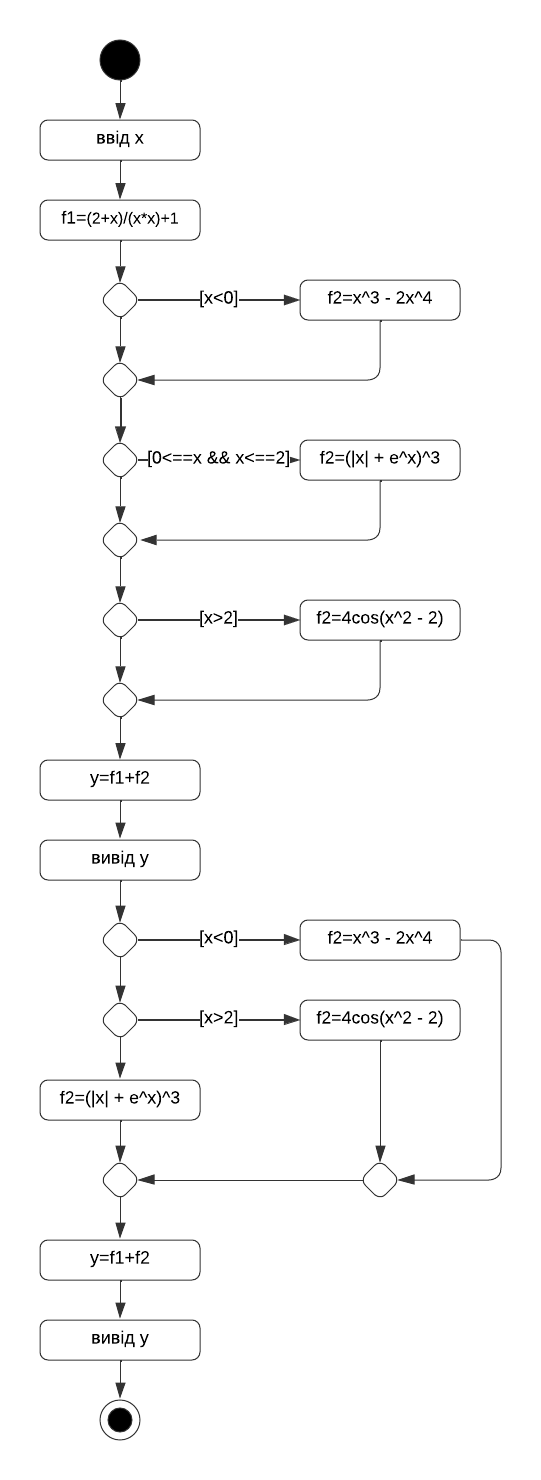 ввід x
f1=(2+x)/(x*x)+1
[x<0]
f2=x^3 - 2x^4
[0<==x && x<==2]
f2=(|x| + e^x)^3
[x>2]
f2=4cos(x^2 - 2)
y=f1+f2
вивід y
[x<0]
f2=x^3 - 2x^4
[x>2]
f2=4cos(x^2 - 2)
f2=(|x| + e^x)^3
y=f1+f2
вивід y